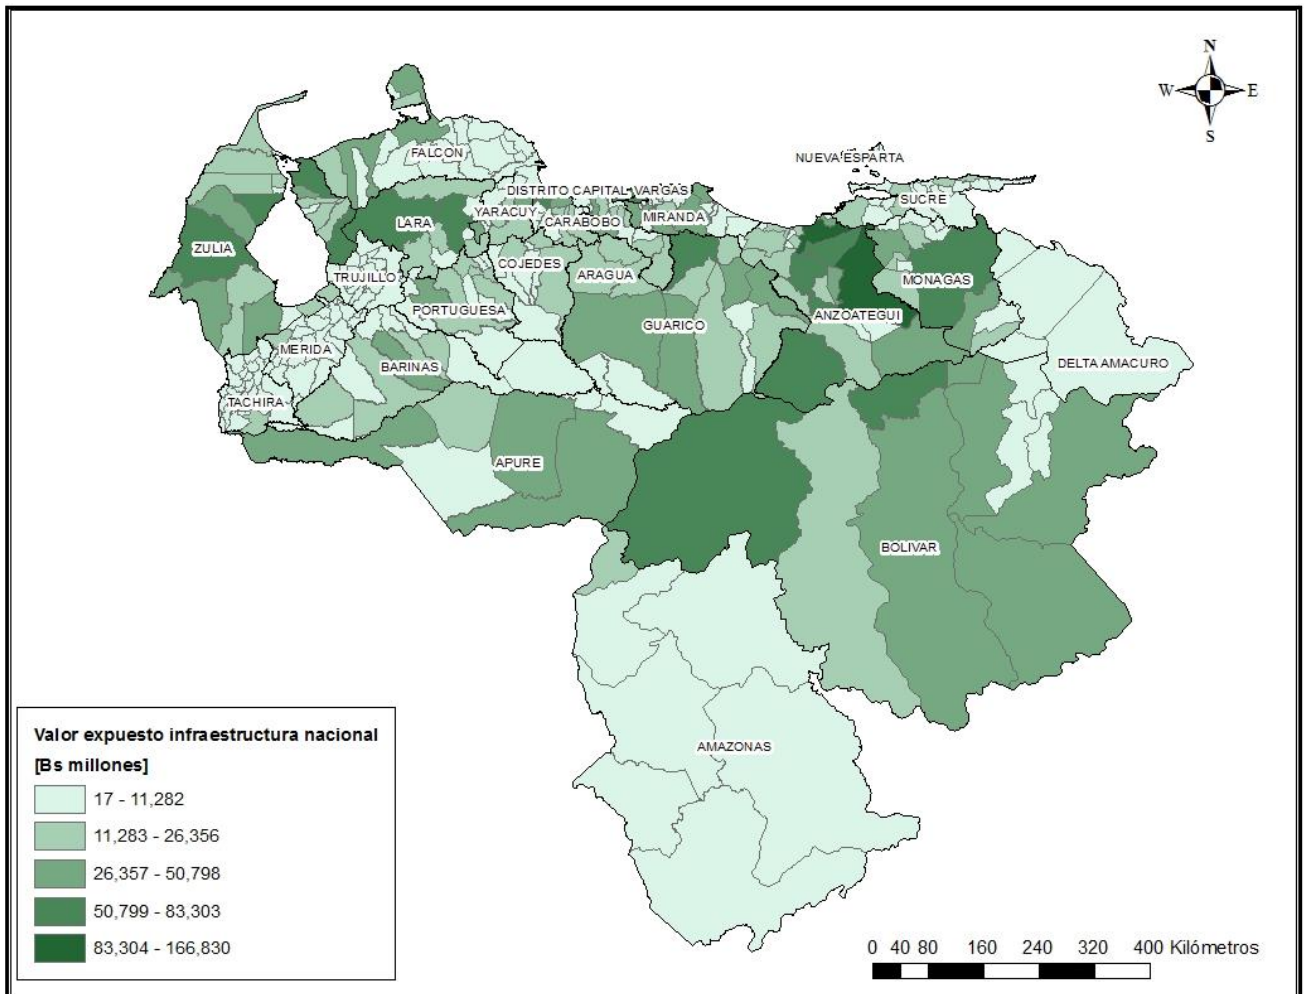 N
W E
S
NUEVA ESPARTA
FALCON
DISTRITO CAPITAL VARGAS
SUCRE
YARACUY
CARABOBO
MIRANDA
LARA
ZULIA
COJEDES
ARAGUA
TRUJILLO
MONAGAS
PORTUGUESA
ANZOATEGUI
GUARICO
MERIDA
BARINAS
DELTA AMACURO
TACHIRA
APURE
BOLIVAR
AMAZONAS
Valor expuesto infraestructura nacional
[Bs millones]
17 - 11,282
11,283 - 26,356
26,357 - 50,798
50,799 - 83,303
83,304 - 166,830
0 40 80 160 240 320 400 Kilómetros